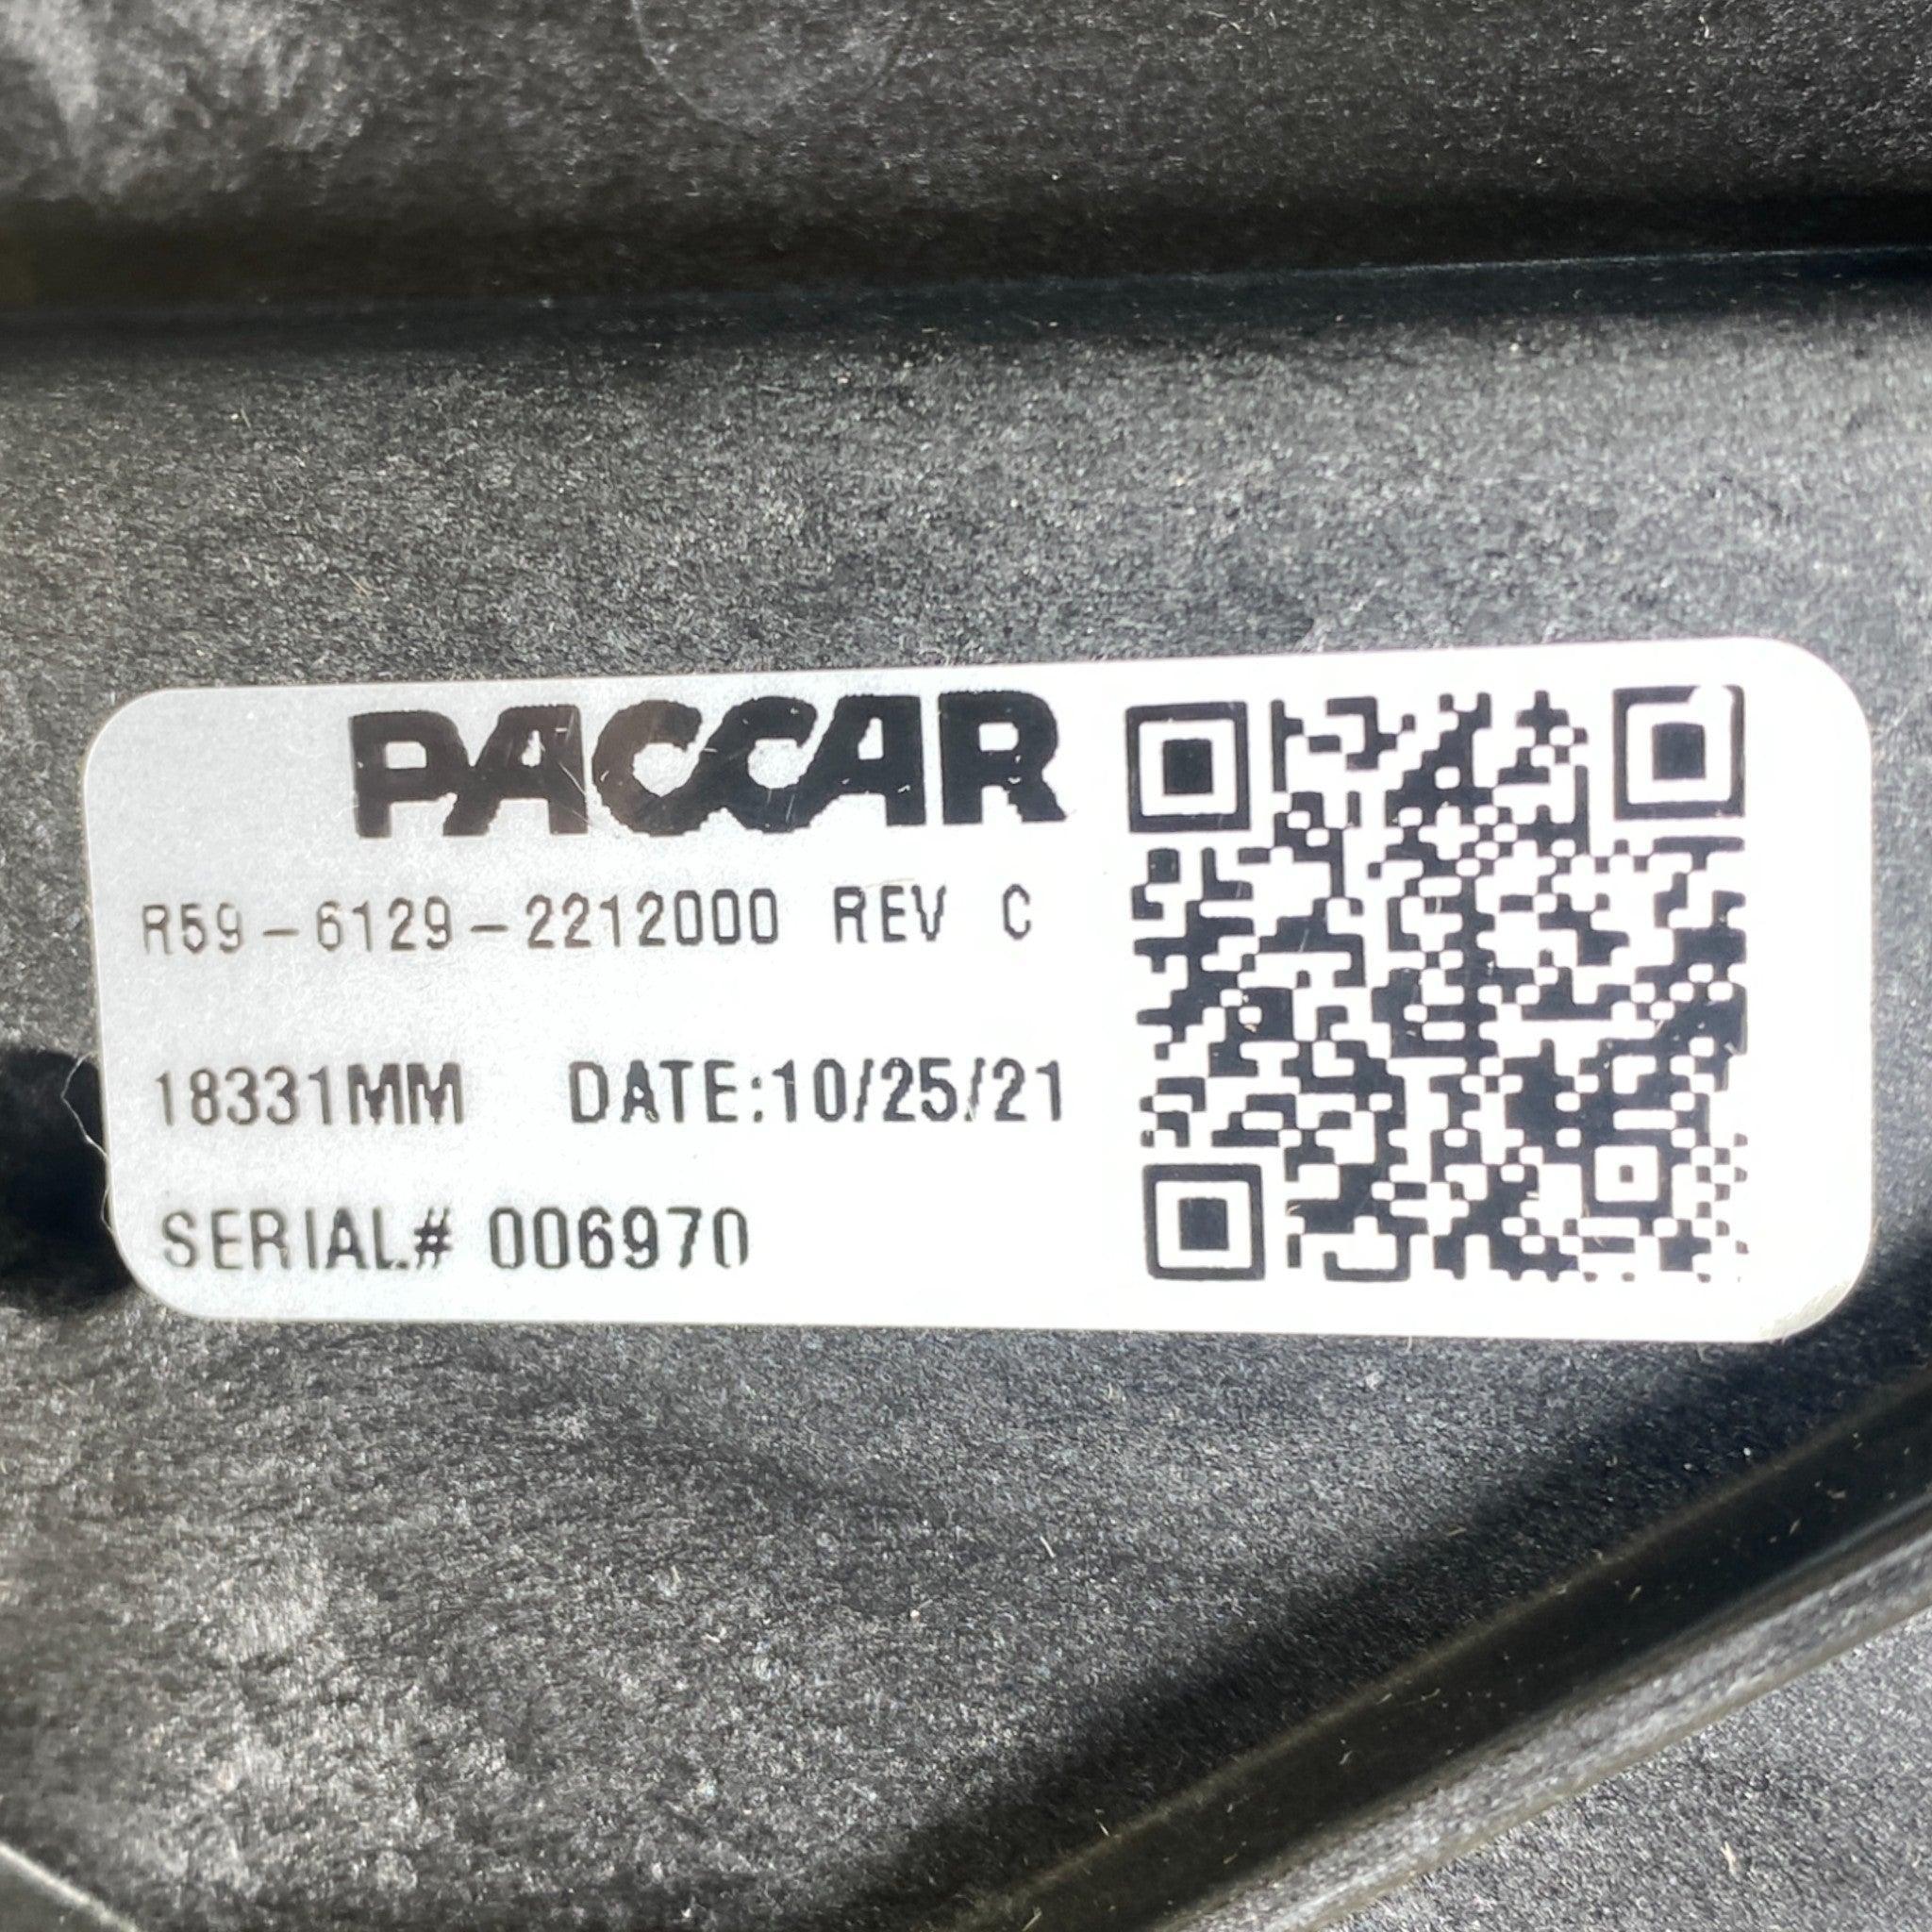 PACCAR
R59-6129-2212000 REV C
18331MM DATE:10/25/21
SERIAL# 006970